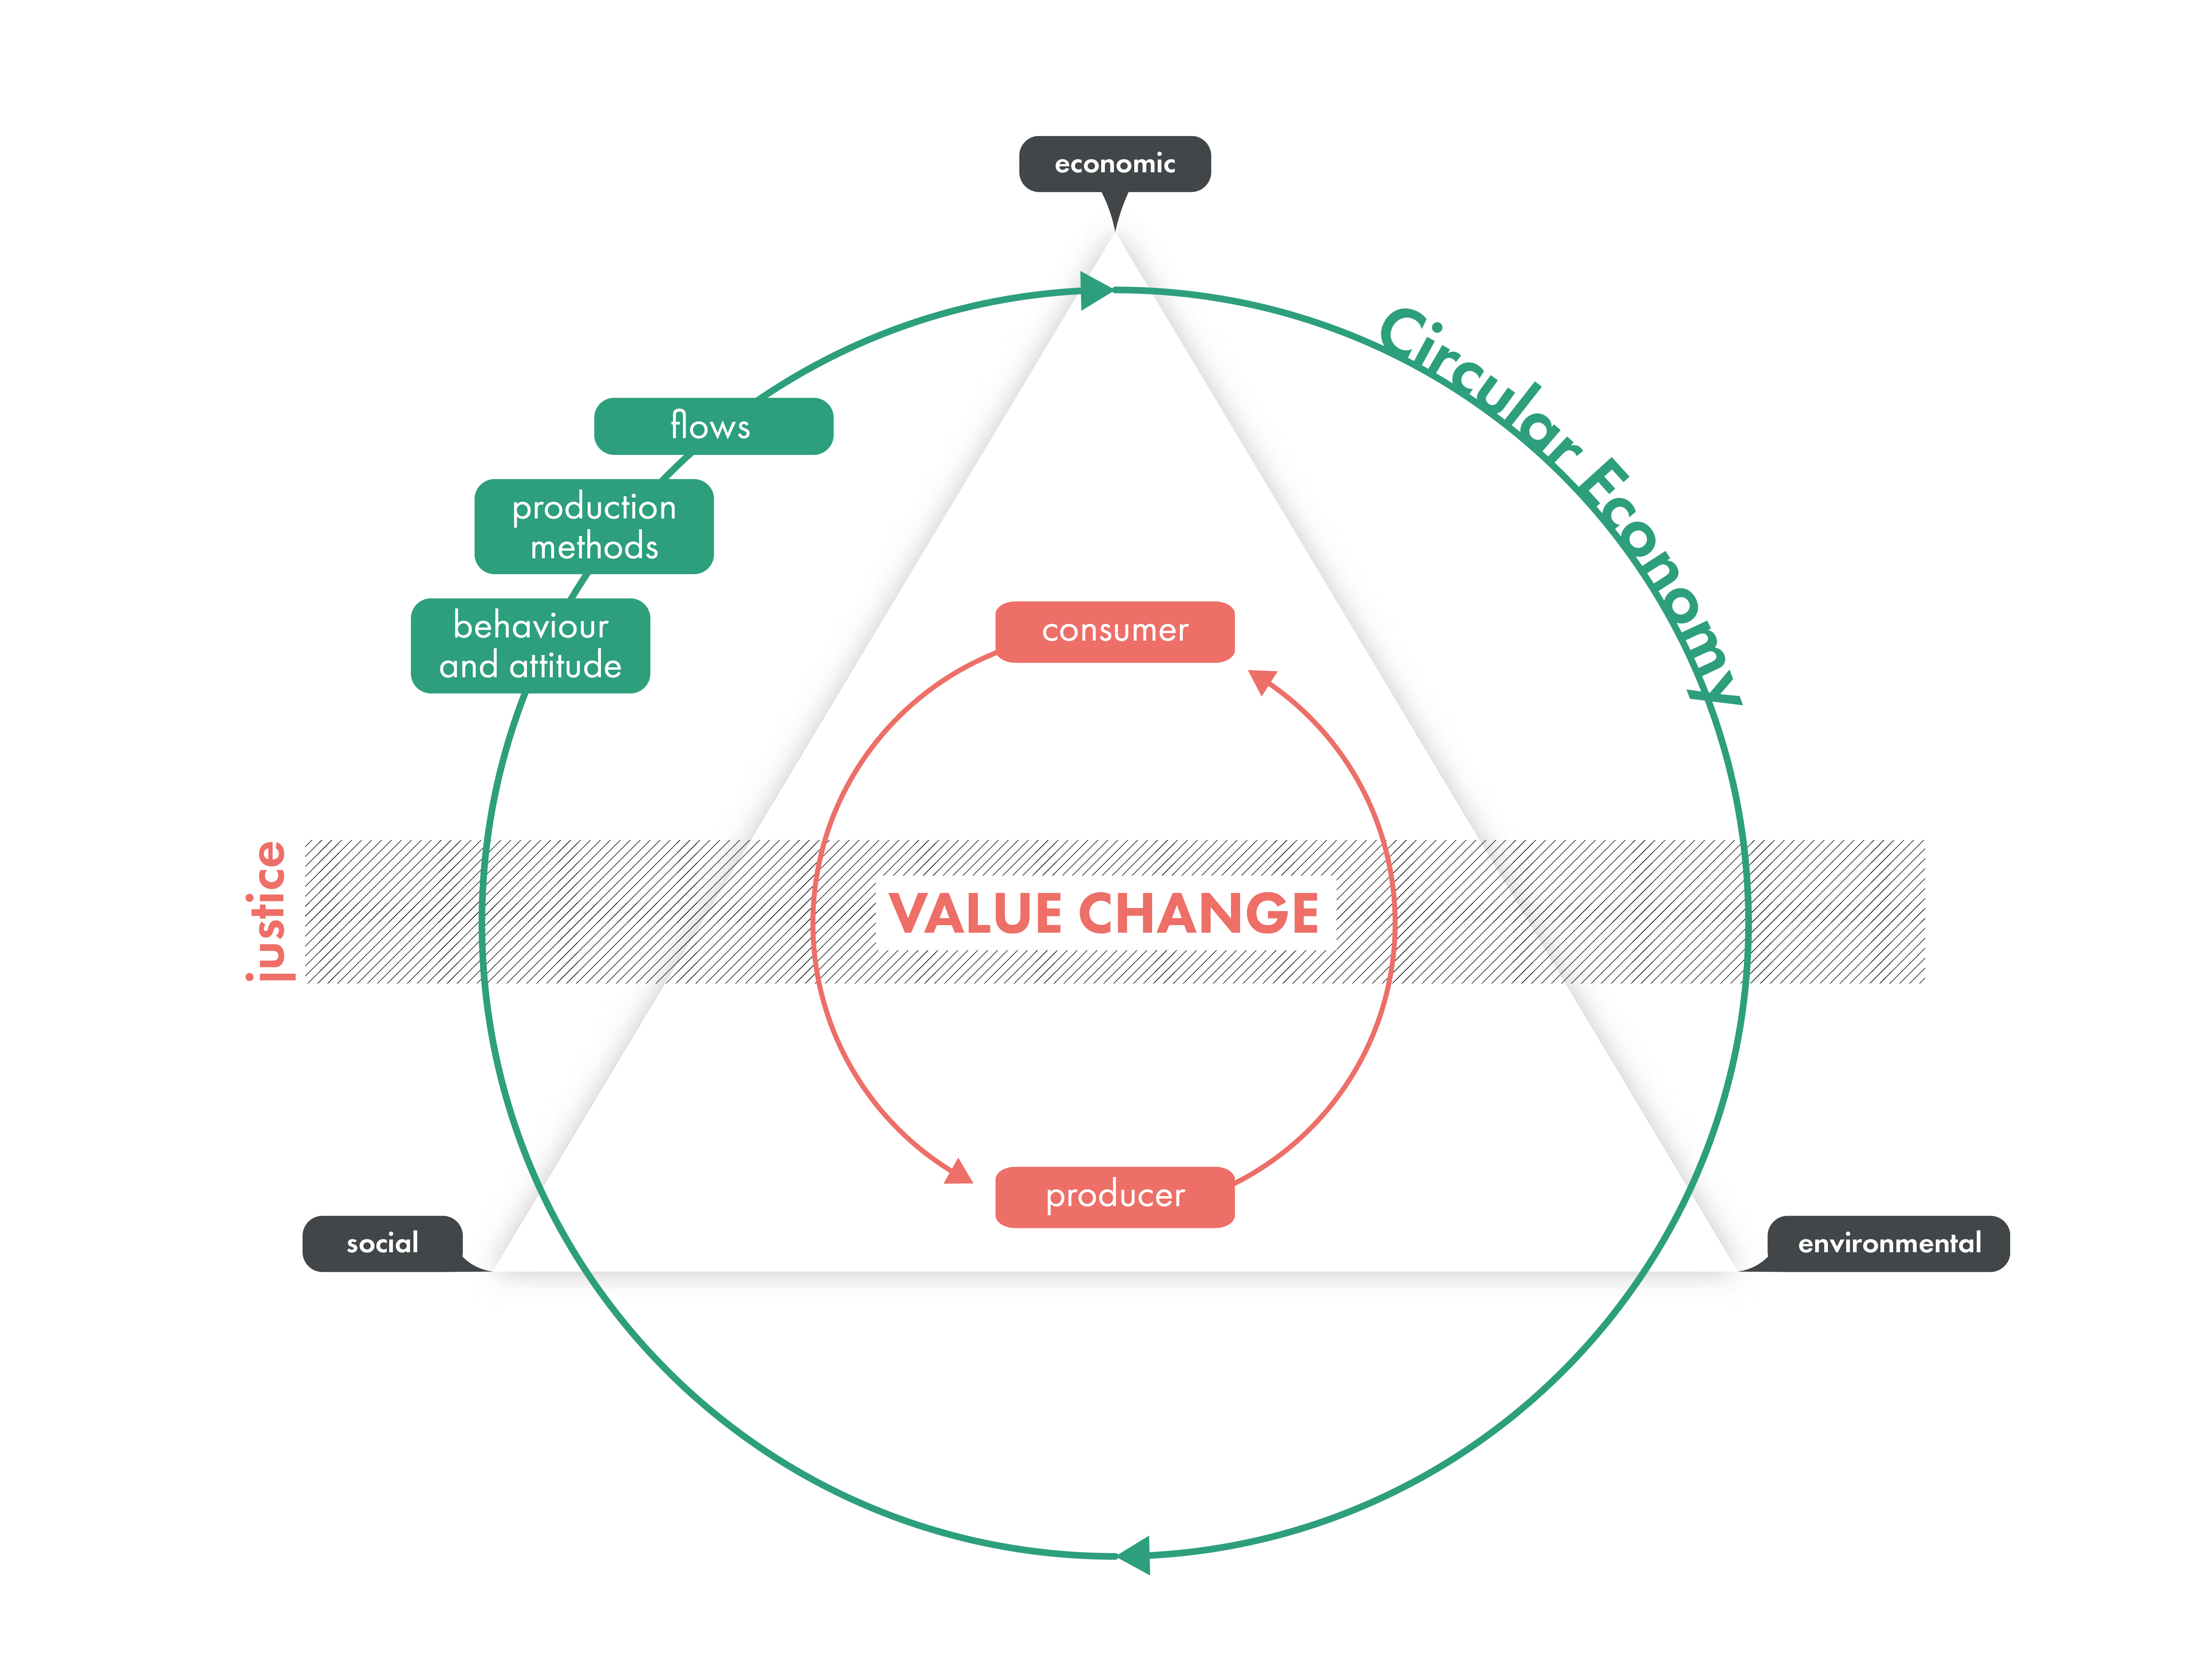 economic
Circular Economy
flows
production
methods
behaviour
and attitude
consumer
justice
VALUE CHANGE
producer
social
environmental